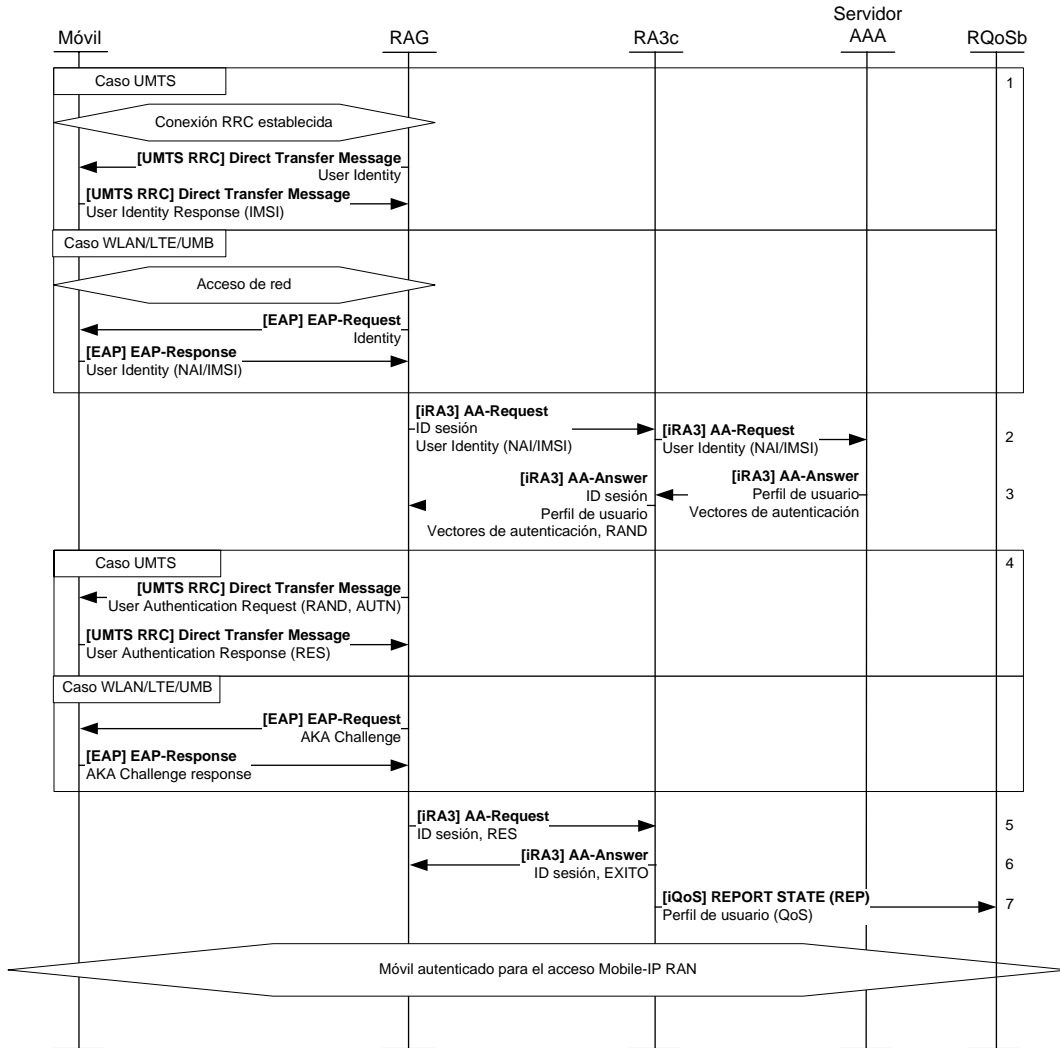 Móvil
RAG
RA3c
Servidor
AAA
RQoSb
Caso UMTS
1
Conexión RRC establecida
[UMTS RRC] Direct Transfer Message
User Identity
[UMTS RRC] Direct Transfer Message
User Identity Response (IMSI)
Caso WLAN/LTE/UMB
Acceso de red
[EAP] EAP-Request
Identity
[EAP] EAP-Response
User Identity (NAI/IMSI)
[iRA3] AA-Request
ID sesión
User Identity (NAI/IMSI)
[iRA3] AA-Request
User Identity (NAI/IMSI)
2
[iRA3] AA-Answer
ID sesión
Perfil de usuario
Vectores de autenticación, RAND
[iRA3] AA-Answer
Perfil de usuario
Vectores de autenticación
3
Caso UMTS
4
[UMTS RRC] Direct Transfer Message
User Authentication Request (RAND, AUTN)
[UMTS RRC] Direct Transfer Message
User Authentication Response (RES)
Caso WLAN/LTE/UMB
[EAP] EAP-Request
AKA Challenge
[EAP] EAP-Response
AKA Challenge response
[iRA3] AA-Request
ID sesión, RES
5
[iRA3] AA-Answer
ID sesión, EXITO
6
[iQoS] REPORT STATE (REP)
Perfil de usuario (QoS)
7
Móvil autenticado para el acceso Mobile-IP RAN